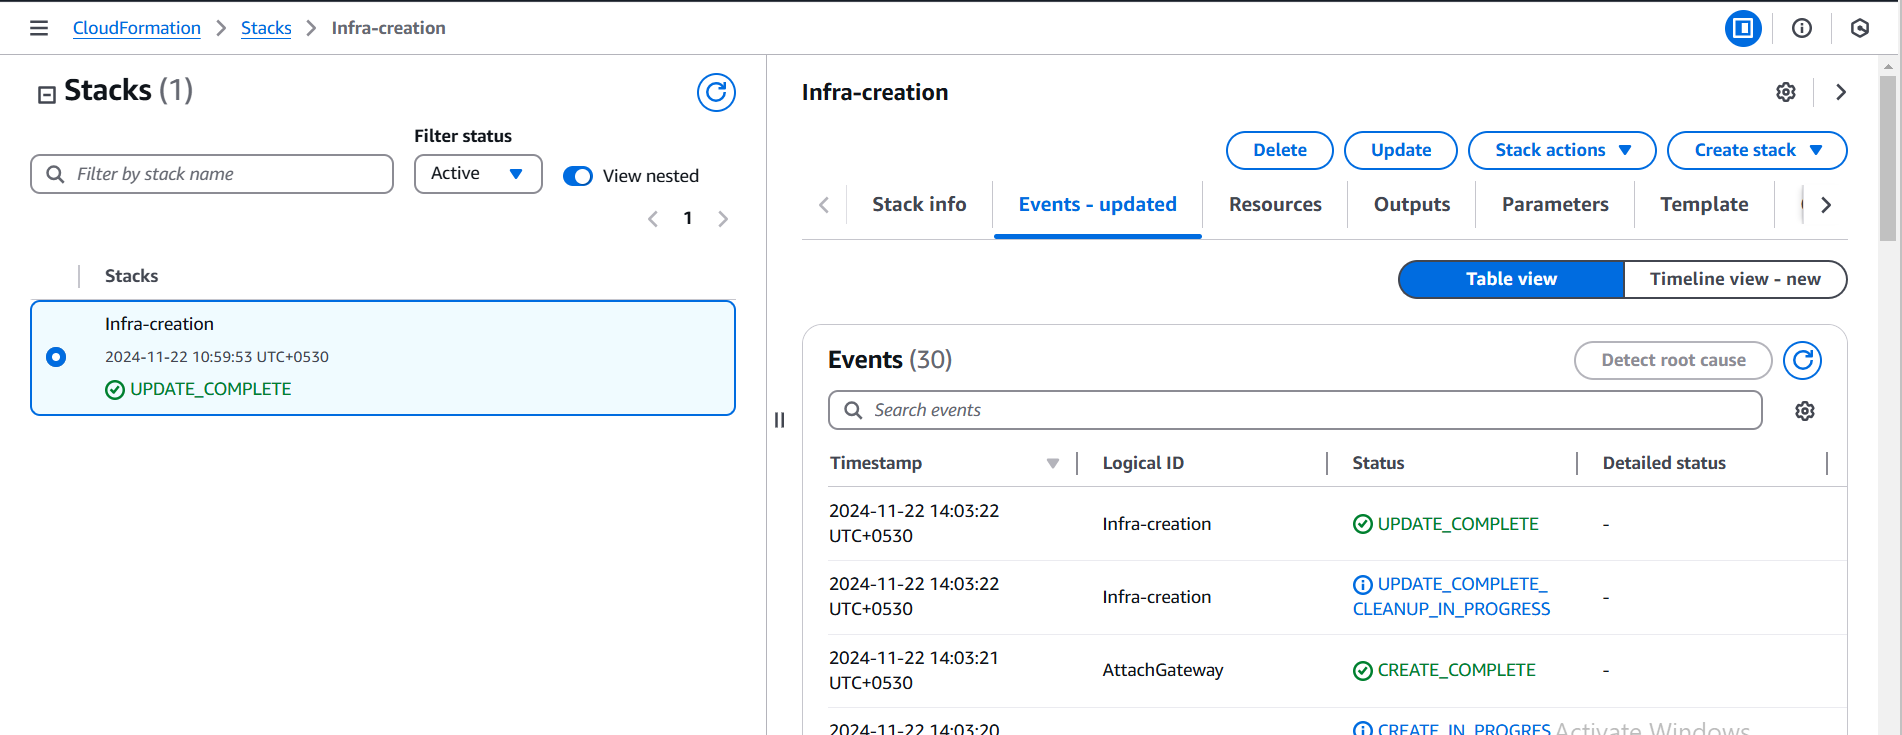 CloudFormation > Stacks > Infra-creation
Stacks (1)
Filter status
Filter by stack name
Active
View nested
1
Stacks
Infra-creation
2024-11-22 10:59:53 UTC+0530
UPDATE_COMPLETE
Infra-creation
Delete Update Stack actions Create stack
Stack info Events - updated Resources Outputs Parameters Template
Table view Timeline view - new
Events (30)
Detect root cause
Search events
Timestamp Logical ID Status Detailed status
2024-11-22 14:03:22
UTC+0530
Infra-creation
UPDATE_COMPLETE
-
2024-11-22 14:03:22
UTC+0530
Infra-creation
UPDATE_COMPLETE_
CLEANUP_IN_PROGRESS
-
2024-11-22 14:03:21
UTC+0530
AttachGateway
CREATE_COMPLETE
-
2024-11-22 14:03:20
CREATE_IN_PROGRES
Activate Windows